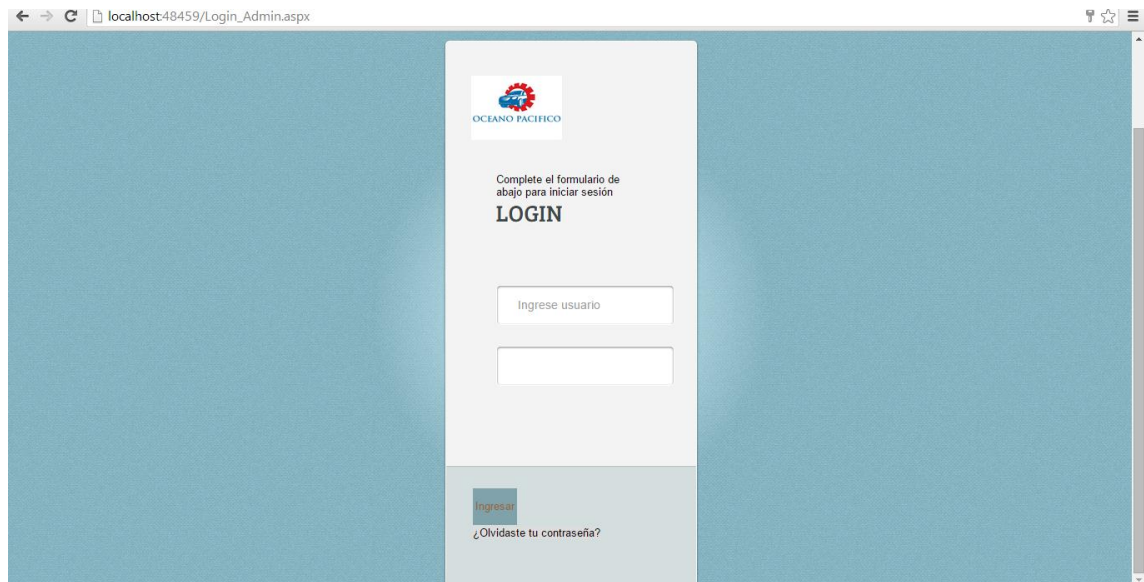 localhost:48459/Login_Admin.aspx
OCEANO PACIFICO
Complete el formulario de
abajo para iniciar sesión
LOGIN
Ingrese usuario
Ingresar
¿Olvidaste tu contraseña?